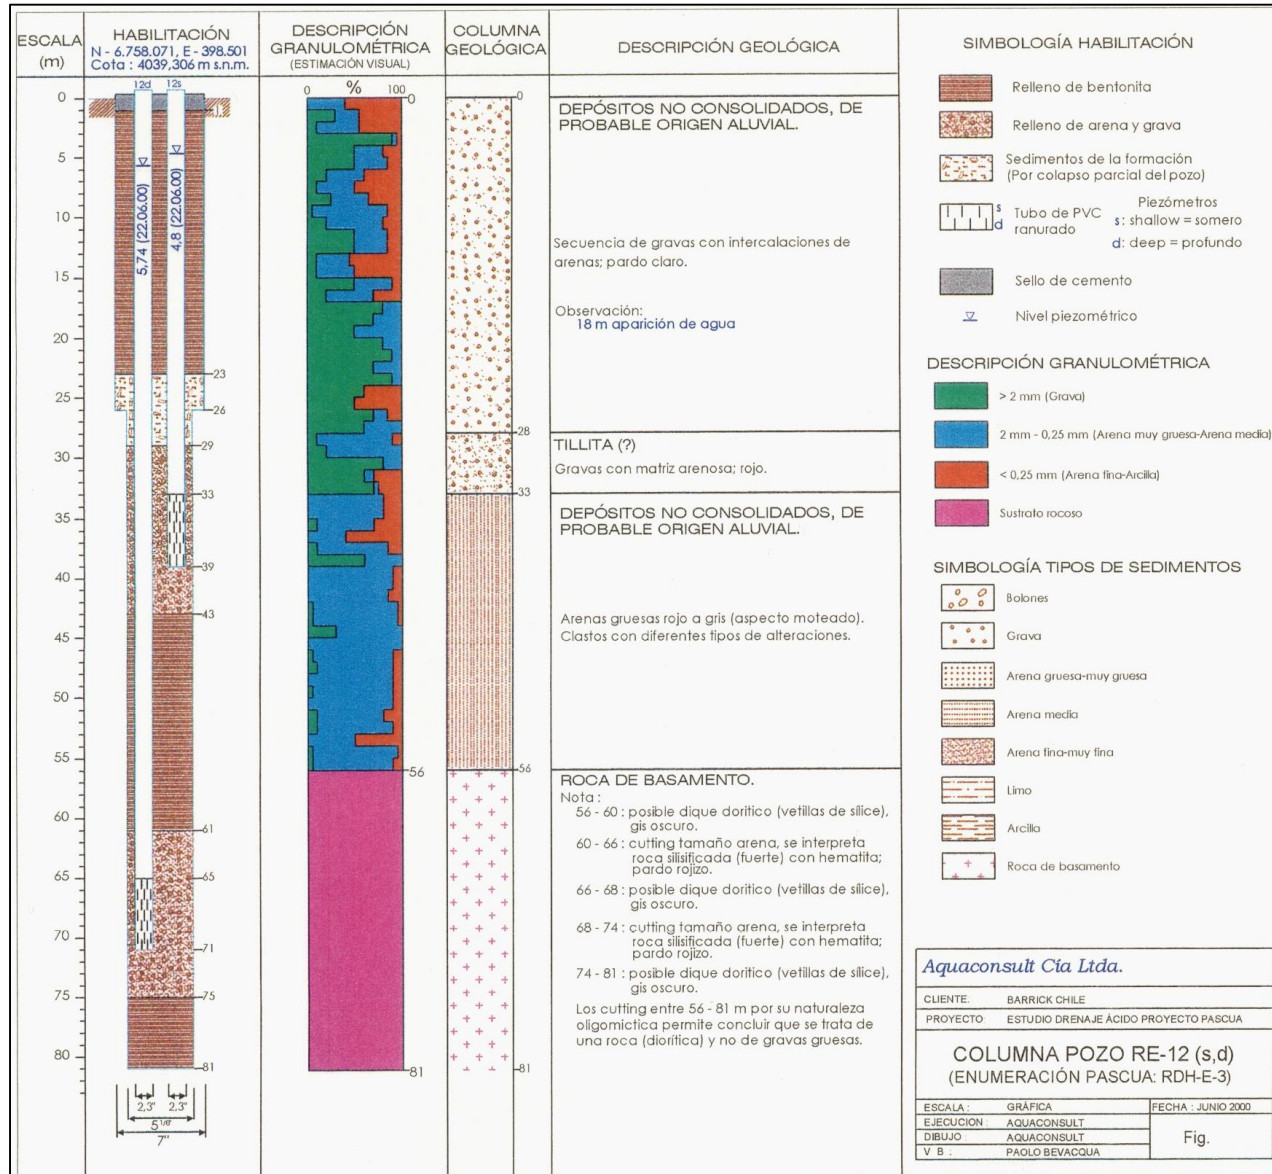 ESCALA
(m)
HABILITACIÓN
N - 6.758.071, E - 398.501
Cota : 4039,306 m s.n.m.
DESCRIPCIÓN
GRANULOMÉTRICA
(ESTIMACIÓN VISUAL)
COLUMNA
GEOLÓGICA
DESCRIPCIÓN GEOLÓGICA
12d
12s
0 % 100
0
5
10
15
20
25
30
35
40
45
50
55
60
65
70
75
80
1
5,74 (22.06.00)
4,8 (22.06.00)
23
26
29
33
39
43
61
65
71
75
81
2,3"
2,3"
5 1/8"
7"
0
56
81
0
28
33
56
81
DEPÓSITOS NO CONSOLIDADOS, DE
PROBABLE ORIGEN ALUVIAL.
Secuencia de gravas con intercalaciones de
arenas; pardo claro.
Observación:
18 m aparición de agua
TILLITA (?)
Gravas con matriz arenosa; rojo.
DEPÓSITOS NO CONSOLIDADOS, DE
PROBABLE ORIGEN ALUVIAL.
Arenas gruesas rojo a gris (aspecto moteado).
Clastos con diferentes tipos de alteraciones.
ROCA DE BASAMENTO.
Nota :
56 - 60 : posible dique doritico (vetillas de sílice),
gis oscuro.
60 - 66 : cutting tamaño arena, se interpreta
roca silisificada (fuerte) con hematita;
pardo rojizo.
66 - 68 : posible dique doritico (vetillas de sílice),
gis oscuro.
68 - 74 : cutting tamaño arena, se interpreta
roca silisificada (fuerte) con hematita;
pardo rojizo.
74 - 81 : posible dique doritico (vetillas de sílice),
gis oscuro.
Los cutting entre 56 - 81 m por su naturaleza
oligomictica permite concluir que se trata de
una roca (diorítica) y no de gravas gruesas.
SIMBOLOGÍA HABILITACIÓN
Relleno de bentonita
Relleno de arena y grava
Sedimentos de la formación
(Por colapso parcial del pozo)
s
d
Tubo de PVC
ranurado
Piezómetros
s: shallow = somero
d: deep = profundo
Sello de cemento
Nivel piezométrico
DESCRIPCIÓN GRANULOMÉTRICA
> 2 mm (Grava)
2 mm - 0,25 mm (Arena muy gruesa-Arena media)
< 0,25 mm (Arena fina-Arcilla)
Sustrato rocoso
SIMBOLOGÍA TIPOS DE SEDIMENTOS
Bolones
Grava
Arena gruesa-muy gruesa
Arena media
Arena fina-muy fina
Limo
Arcilla
Roca de basamento
Aquaconsult Cía Ltda.
CLIENTE: BARRICK CHILE
PROYECTO: ESTUDIO DRENAJE ÁCIDO PROYECTO PASCUA
COLUMNA POZO RE-12 (s,d)
(ENUMERACIÓN PASCUA: RDH-E-3)
ESCALA : GRÁFICA FECHA : JUNIO 2000
EJECUCION : AQUACONSULT
DIBUJO : AQUACONSULT
V B : PAOLO BEVACQUA
Fig.